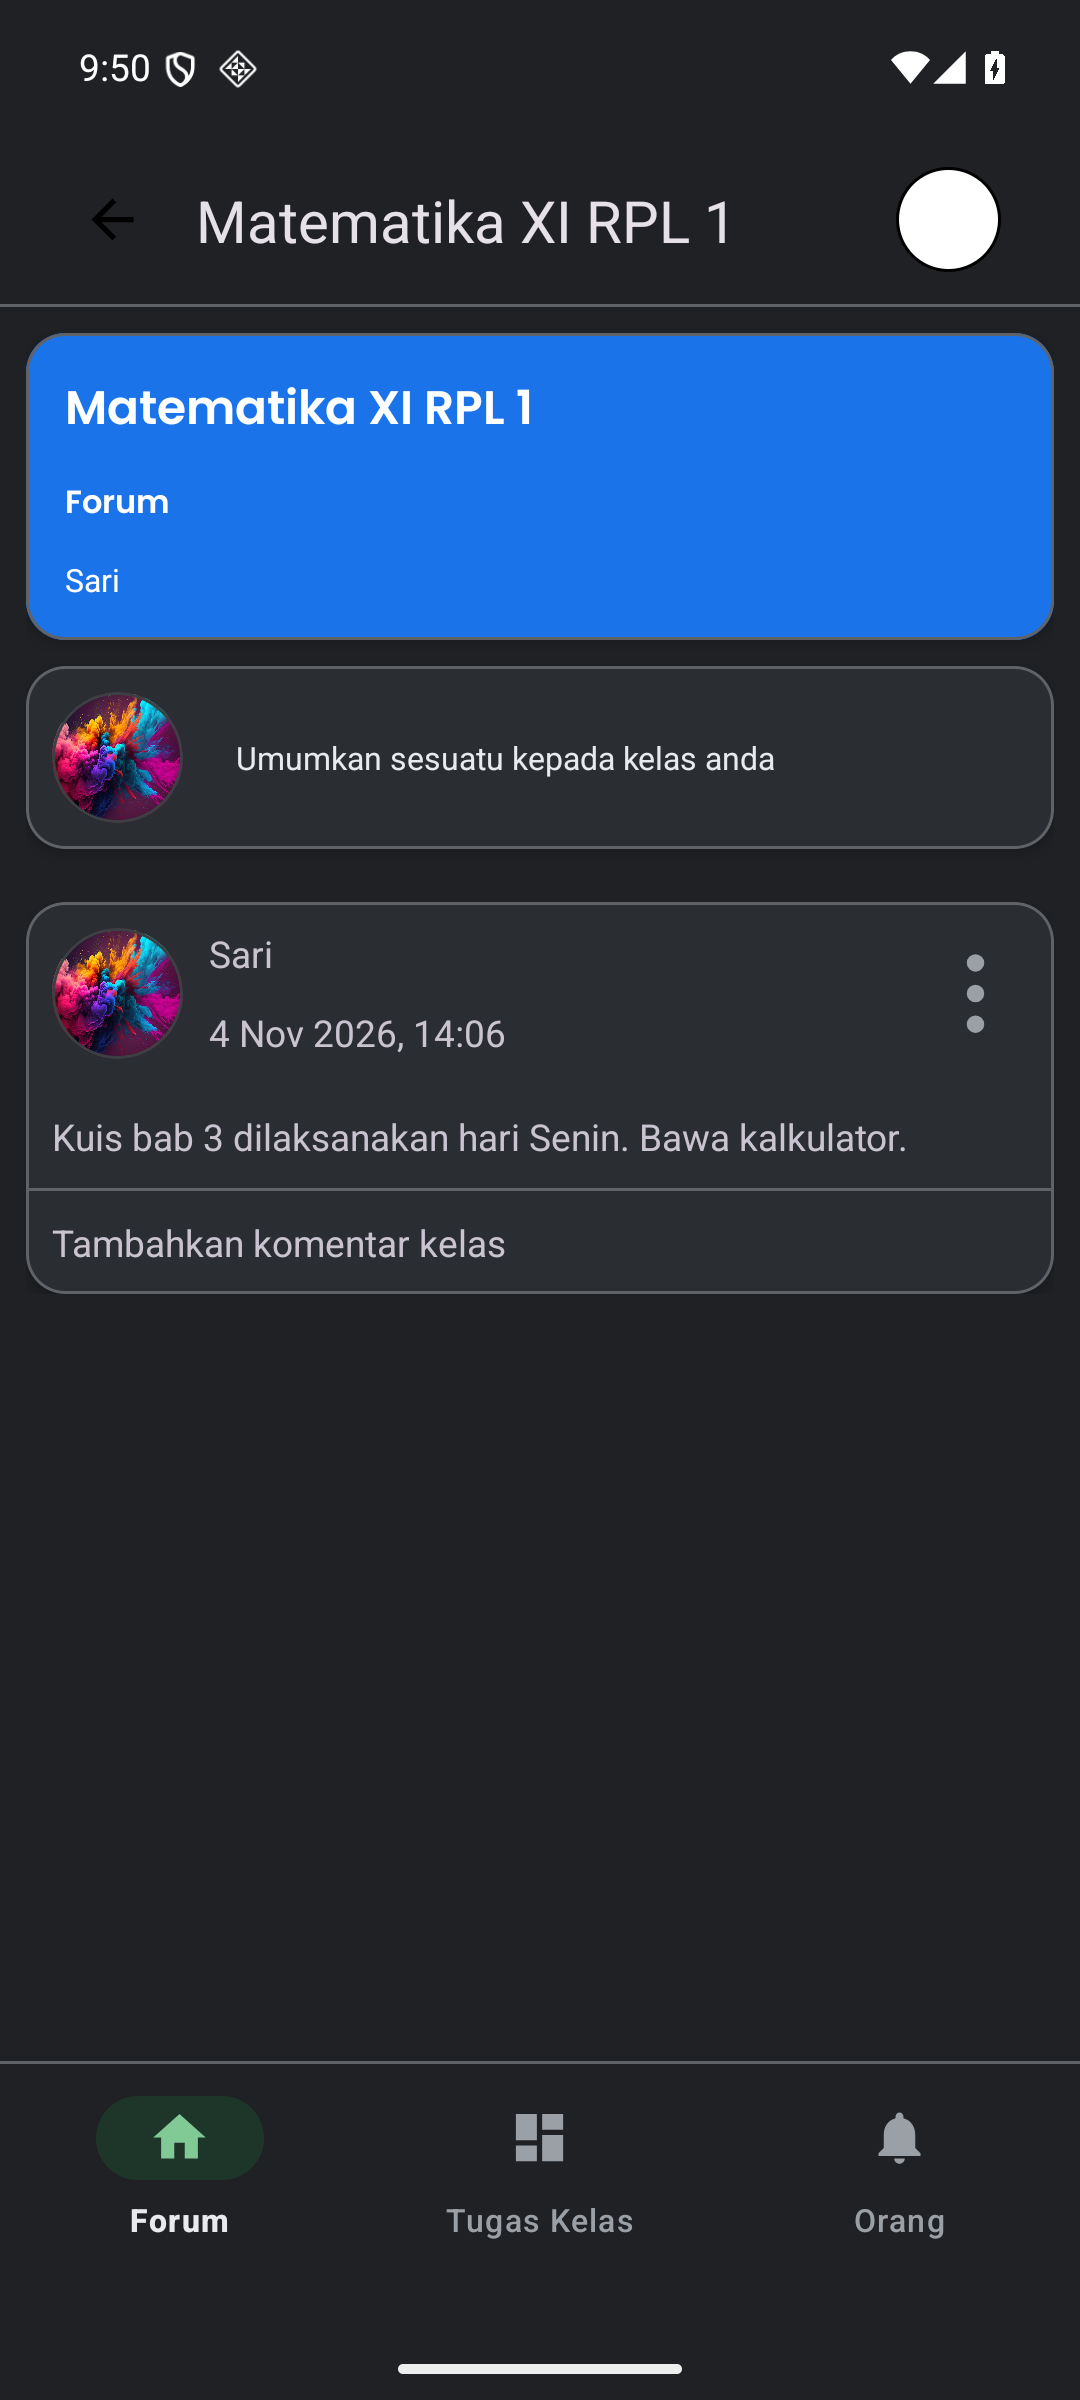 9:50
Matematika XI RPL 1
Matematika XI RPL 1
Forum
Sari
Umumkan sesuatu kepada kelas anda
Sari
4 Nov 2026, 14:06
Kuis bab 3 dilaksanakan hari Senin. Bawa kalkulator.
Tambahkan komentar kelas
Forum
Tugas Kelas
Orang